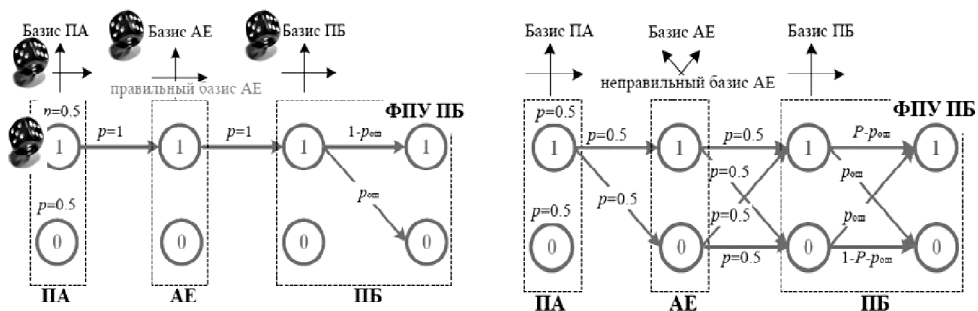 Базис ПА
Базис АЕ
Базис ПБ
правильный базис АЕ
ФПУ ПБ
p=0.5
1
p=1
1
p=1
1
1-pош
1
pош
p=0.5
0
0
0
0
ПА
АЕ
ПБ
Базис ПА
Базис АЕ
Базис ПБ
неправильный базис АЕ
ФПУ ПБ
p=0.5
1
p=0.5
1
p=0.5
1
P-pош
1
p=0.5
p=0.5
pош
p=0.5
p=0.5
pош
0
0
p=0.5
0
1-P-pош
0
ПА
АЕ
ПБ